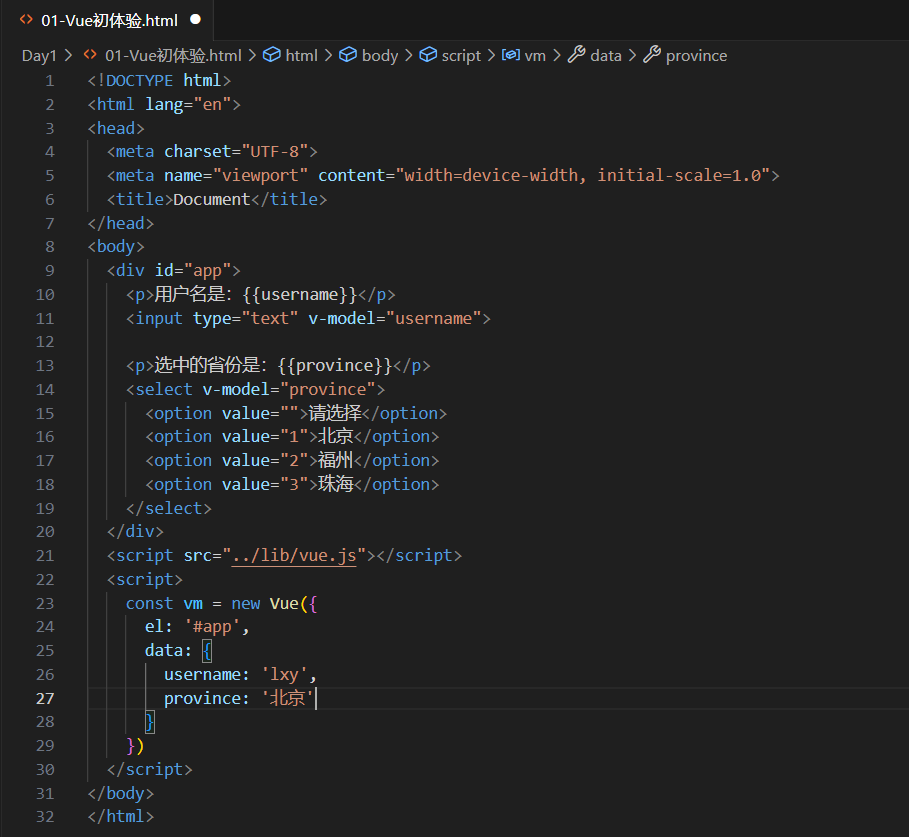 01-Vue初体验.html
Day1 > 01-Vue初体验.html > html > body > script > vm > data > province
1 <!DOCTYPE html>
2 <html lang="en">
3 <head>
4   <meta charset="UTF-8">
5   <meta name="viewport" content="width=device-width, initial-scale=1.0">
6   <title>Document</title>
7 </head>
8 <body>
9   <div id="app">
10     <p>用户名是：{{username}}</p>
11     <input type="text" v-model="username">
12
13     <p>选中的省份是：{{province}}</p>
14     <select v-model="province">
15       <option value="">请选择</option>
16       <option value="1">北京</option>
17       <option value="2">福州</option>
18       <option value="3">珠海</option>
19     </select>
20   </div>
21   <script src="../lib/vue.js"></script>
22   <script>
23     const vm = new Vue({
24       el: '#app',
25       data: {
26         username: 'lxy',
27         province: '北京'
28       }
29     })
30   </script>
31 </body>
32 </html>